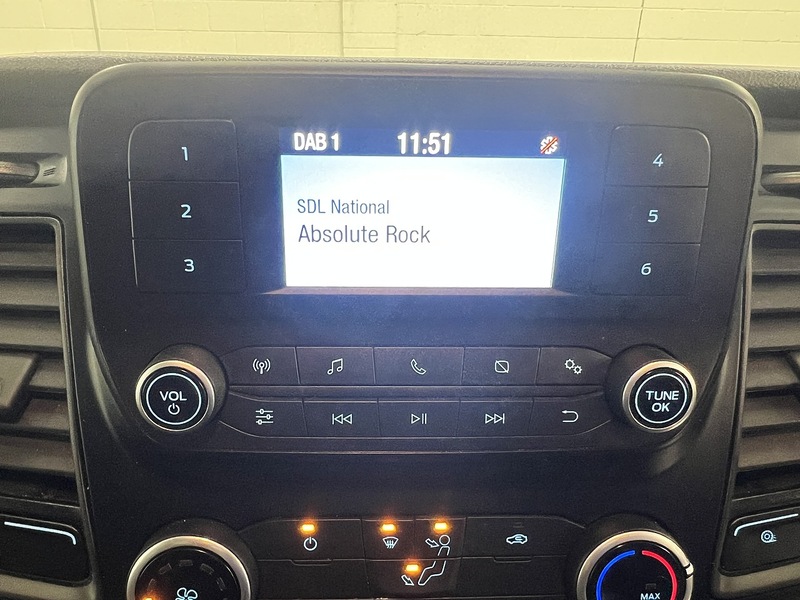 DAB 1 11:51
1
2
3
SDL National
Absolute Rock
4
5
6
VOL
TUNE
OK
MAX